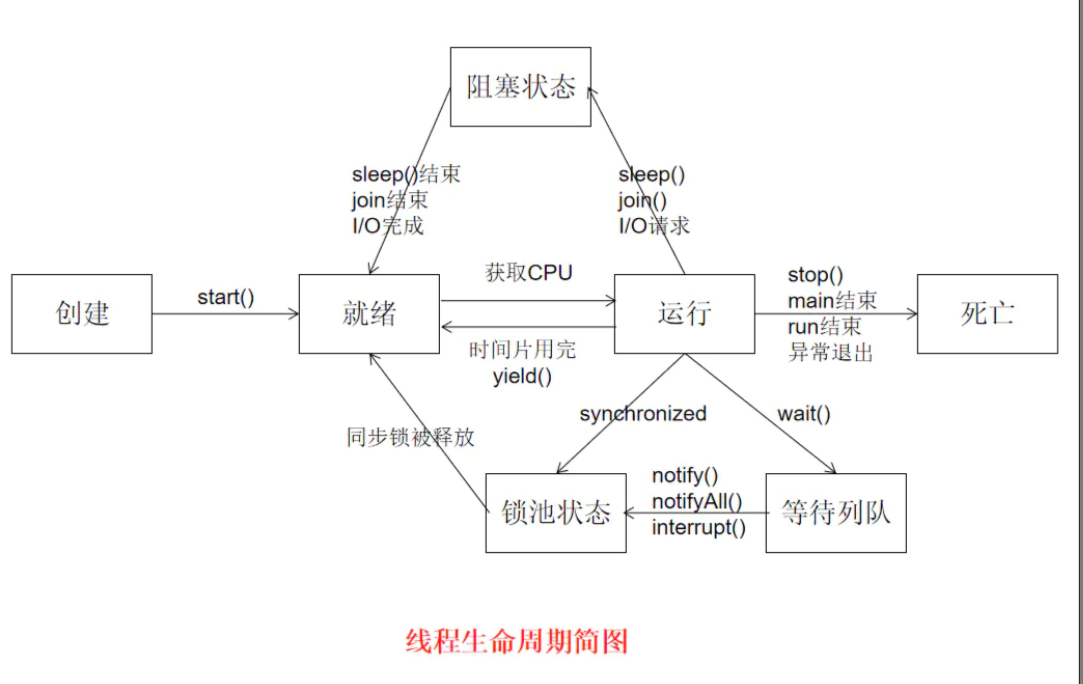 阻塞状态
sleep()结束
join结束
I/O完成
sleep()
join()
I/O请求
创建
start()
就绪
获取CPU
时间片用完
yield()
运行
stop()
main结束
run结束
异常退出
死亡
同步锁被释放
synchronized
wait()
锁池状态
notify()
notifyAll()
interrupt()
等待列队
线程生命周期简图